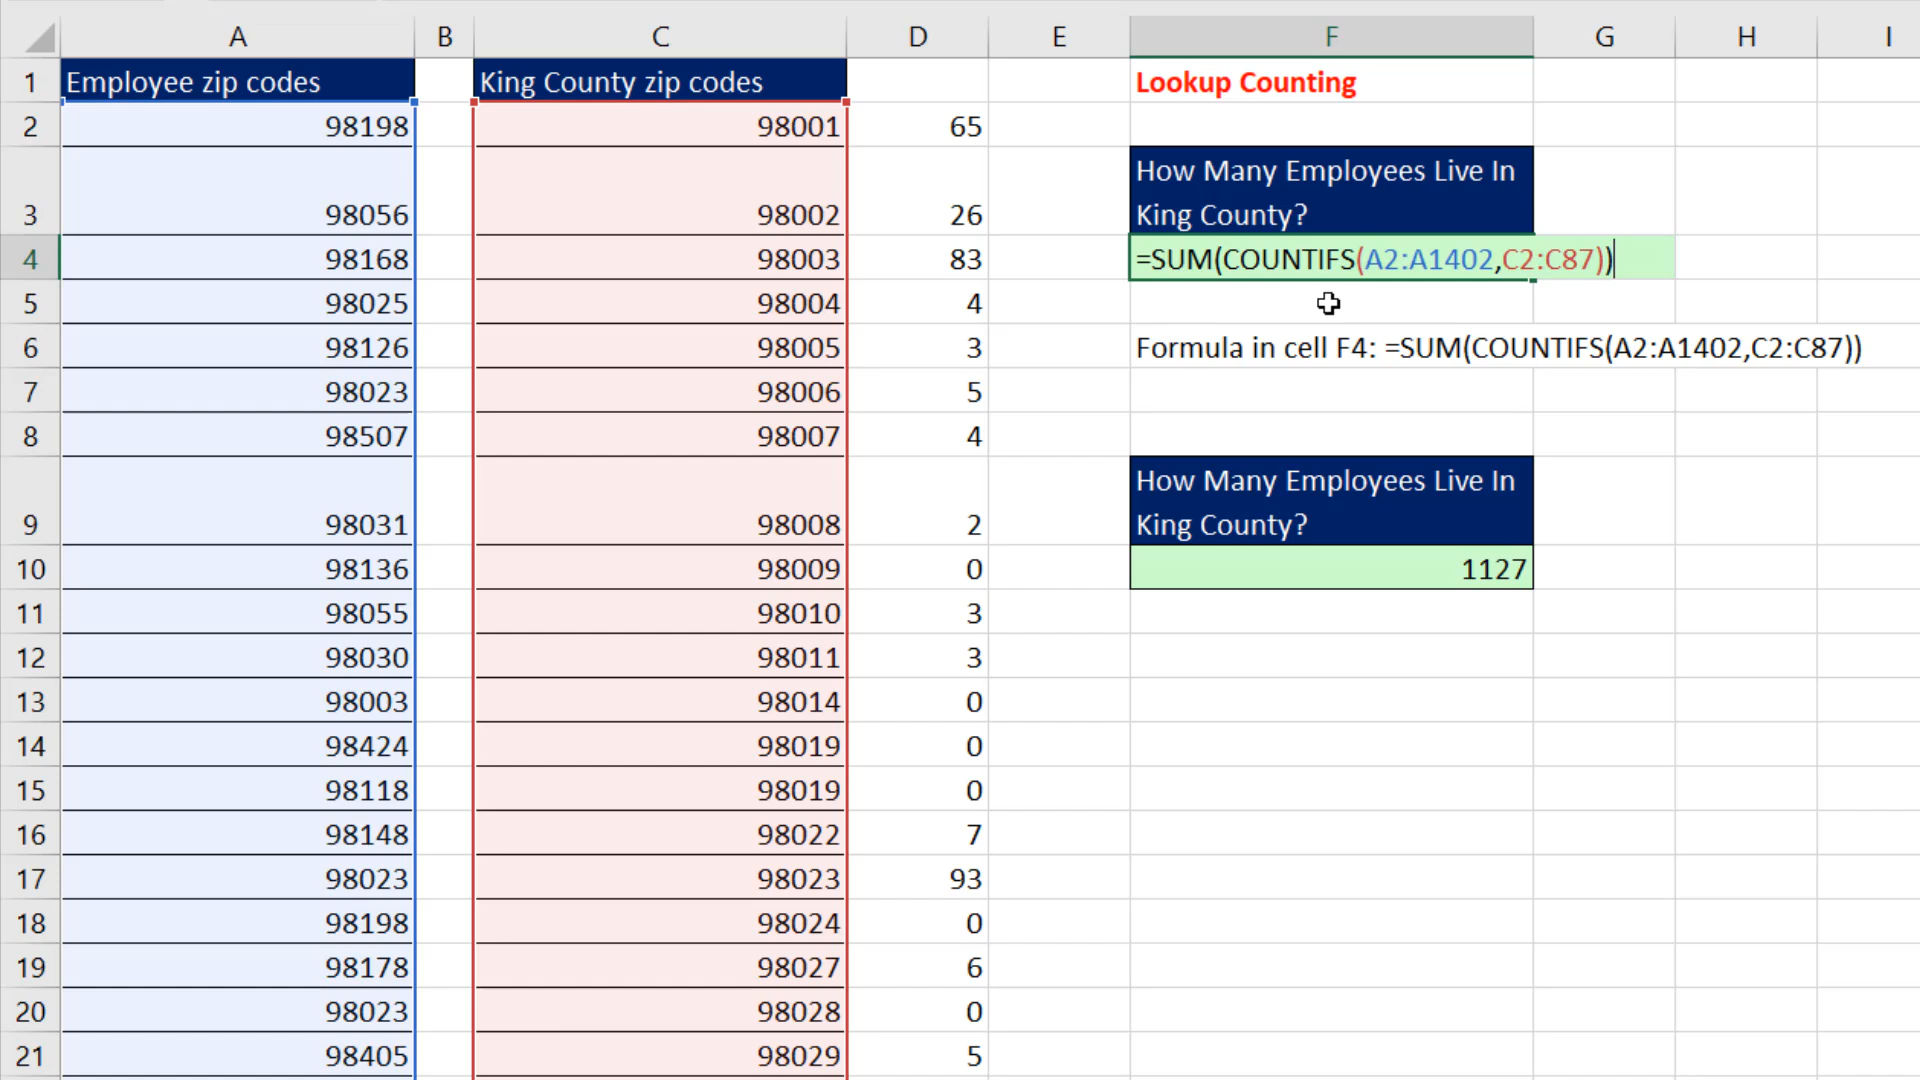 A B C D E F G H I
1 Employee zip codes King County zip codes Lookup Counting
2 98198 98001 65
How Many Employees Live In
3 98056 98002 26 King County?
4 98168 98003 83 =SUM(COUNTIFS(A2:A1402,C2:C87))
5 98025 98004 4
6 98126 98005 3 Formula in cell F4: =SUM(COUNTIFS(A2:A1402,C2:C87))
7 98023 98006 5
8 98507 98007 4
How Many Employees Live In
9 98031 98008 2 King County?
10 98136 98009 0 1127
11 98055 98010 3
12 98030 98011 3
13 98003 98014 0
14 98424 98019 0
15 98118 98019 0
16 98148 98022 7
17 98023 98023 93
18 98198 98024 0
19 98178 98027 6
20 98023 98028 0
21 98405 98029 5